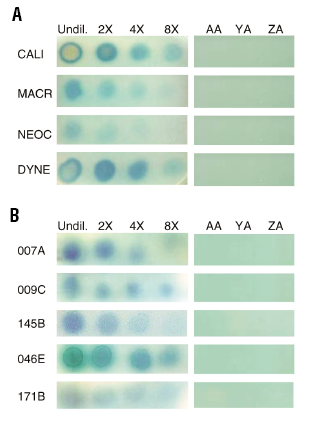 A
Undil. 2X 4X 8X AA YA ZA
CALI
MACR
NEOC
DYNE
B
Undil. 2X 4X 8X AA YA ZA
007A
009C
145B
046E
171B